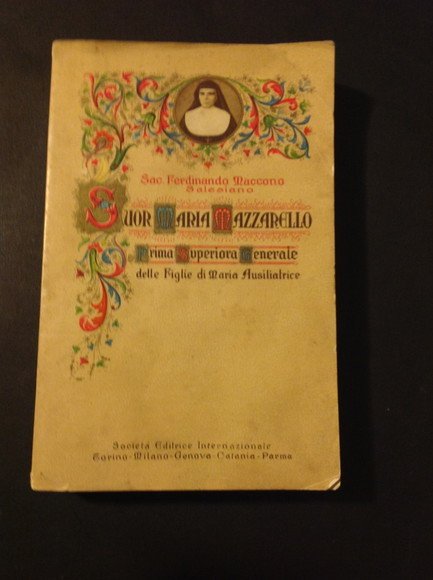 Sac. Ferdinando Maccono
Salesiano
SUOR MARIA MAZZARELLO
Prima Superiora Generale
delle Figlie di Maria Ausiliatrice
Società Editrice Internazionale
Torino-Milano-Genova-Catania-Parma